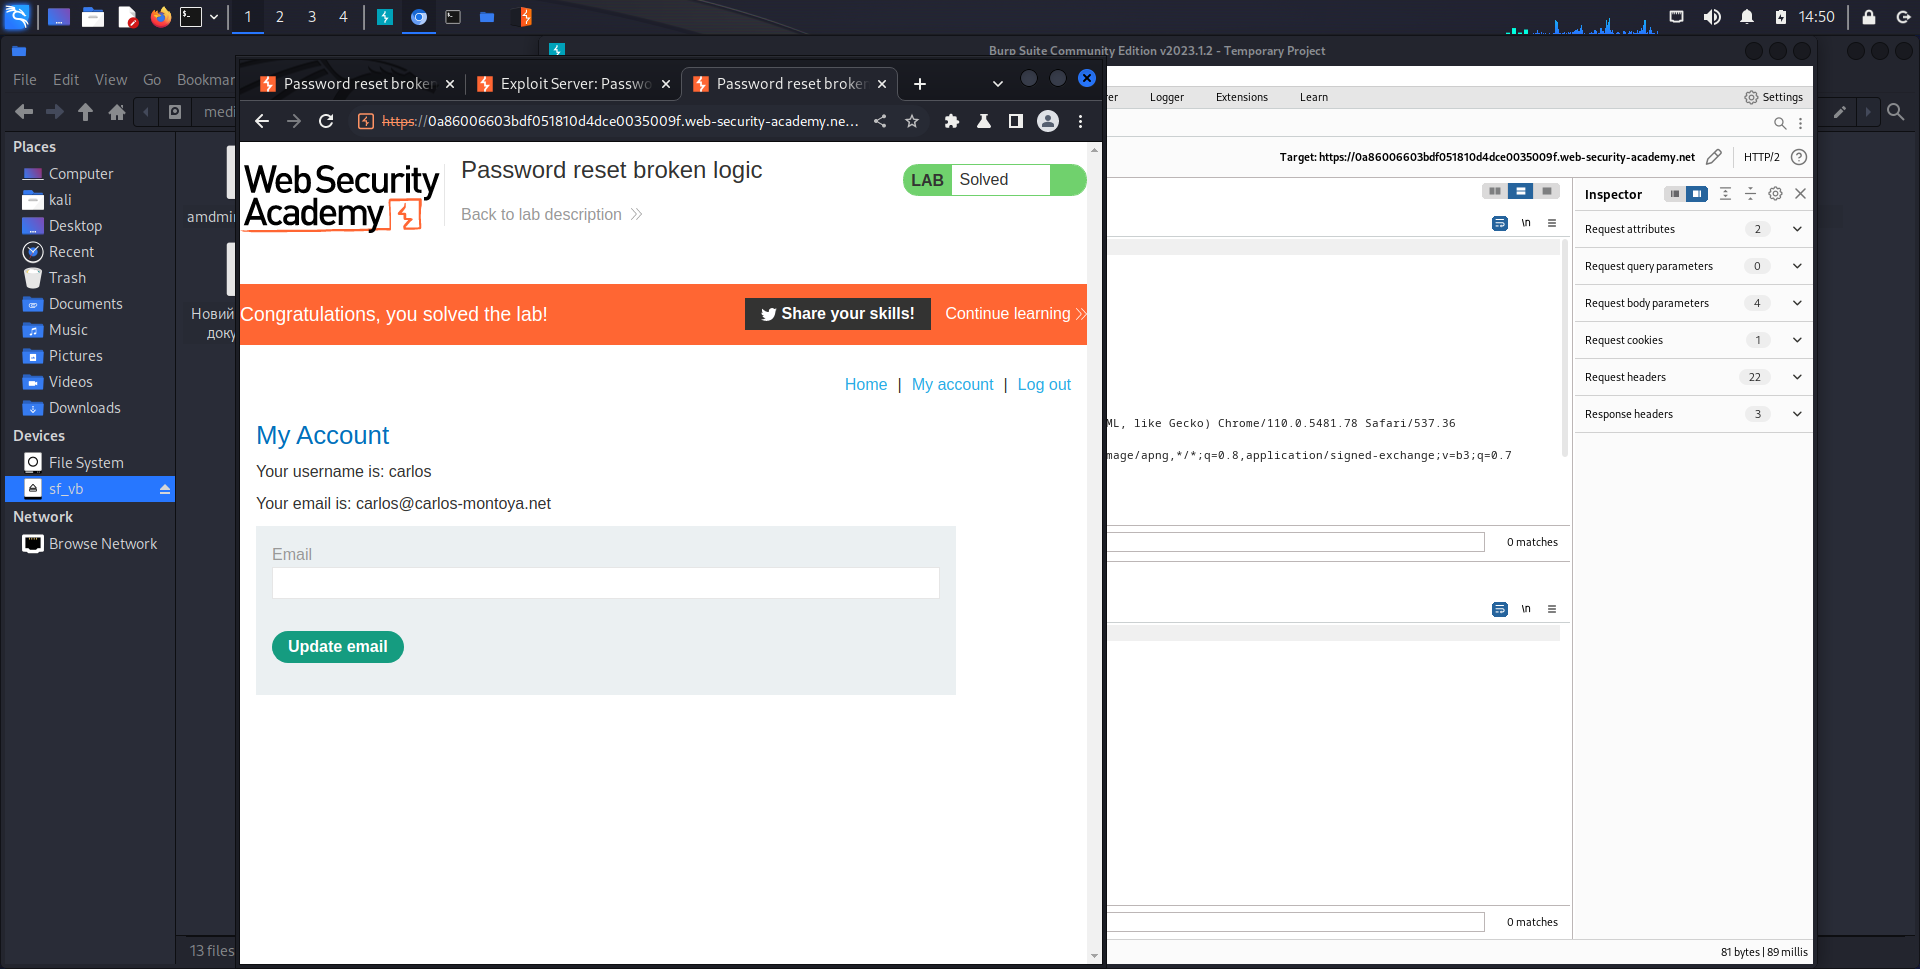 1 2 3 4
14:50
File Edit View Go Bookmar
medi
Places
Computer
kali
Desktop
Recent
Trash
Documents
Music
Pictures
Videos
Downloads
Devices
File System
sf_vb
Network
Browse Network
amdmin
Новий
доку
13 files
Password reset broken
Exploit Server: Passwo
Password reset broken
https://0a86006603bdf051810d4dce0035009f.web-security-academy.ne...
Web Security
Academy
Password reset broken logic
Back to lab description
LAB Solved
Congratulations, you solved the lab!
Share your skills!
Continue learning
Home | My account | Log out
My Account
Your username is: carlos
Your email is: carlos@carlos-montoya.net
Email
Update email
Burp Suite Community Edition v2023.1.2 - Temporary Project
er Logger Extensions Learn
Settings
Target: https://0a86006603bdf051810d4dce0035009f.web-security-academy.net
HTTP/2
\n
ML, like Gecko) Chrome/110.0.5481.78 Safari/537.36
mage/apng,*/*;q=0.8,application/signed-exchange;v=b3;q=0.7
0 matches
\n
0 matches
Inspector
Request attributes 2
Request query parameters 0
Request body parameters 4
Request cookies 1
Request headers 22
Response headers 3
81 bytes | 89 millis